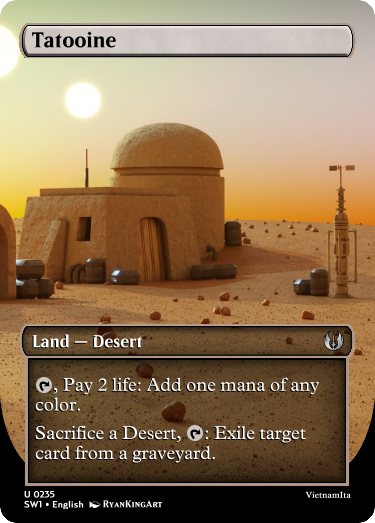 Tatooine
Land — Desert
, Pay 2 life: Add one mana of any
color.
Sacrifice a Desert, : Exile target
card from a graveyard.
U 0235
SW1 • English RyanKingArt
VietnamIta